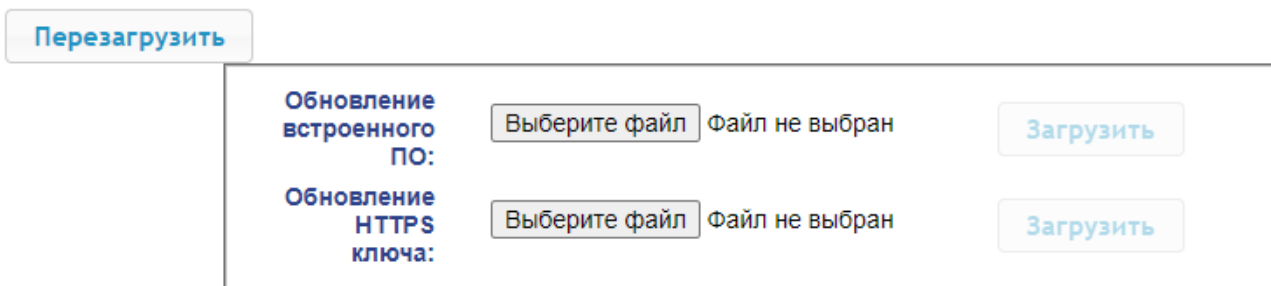 Перезагрузить
Обновление
встроенного
ПО:
Выберите файл Файл не выбран
Загрузить
Обновление
HTTPS
ключа:
Выберите файл Файл не выбран
Загрузить